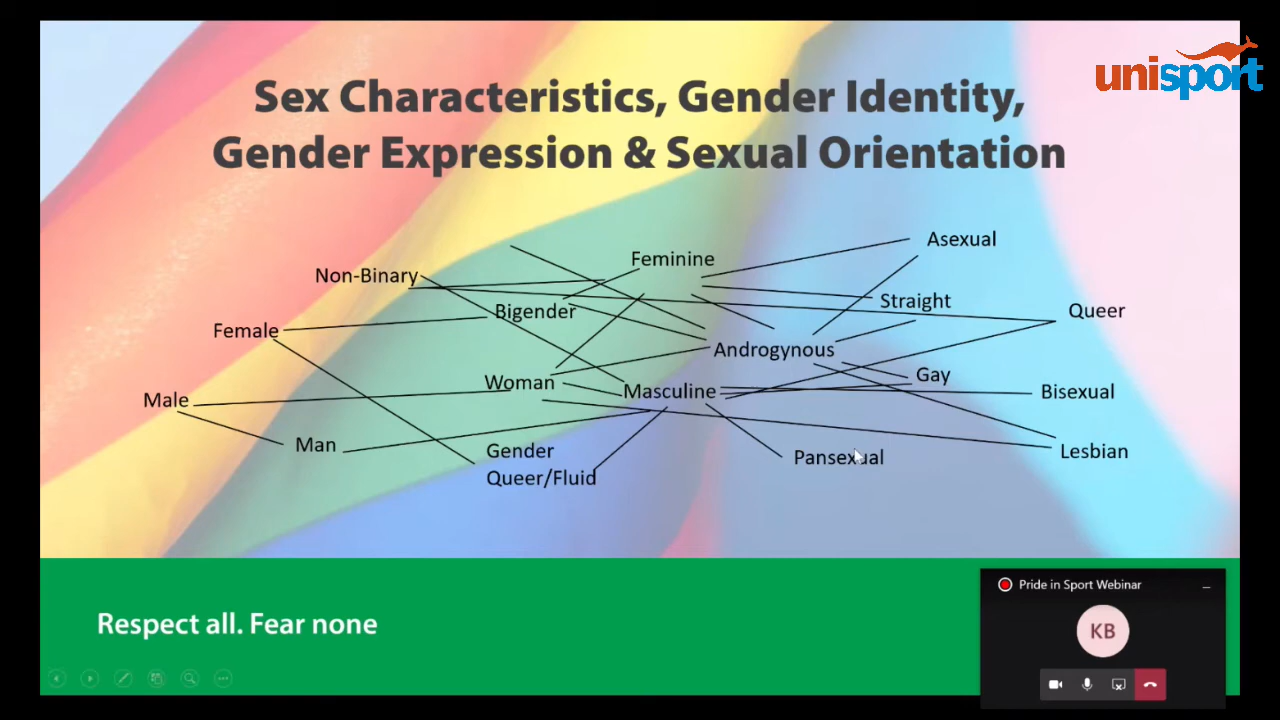 unisport
Sex Characteristics, Gender Identity,
Gender Expression & Sexual Orientation
Asexual
Feminine
Non-Binary
Straight
Bigender
Queer
Female
Androgynous
Gay
Woman
Masculine
Bisexual
Male
Man
Gender
Queer/Fluid
Pansexual
Lesbian
Respect all. Fear none
Pride in Sport Webinar
KB